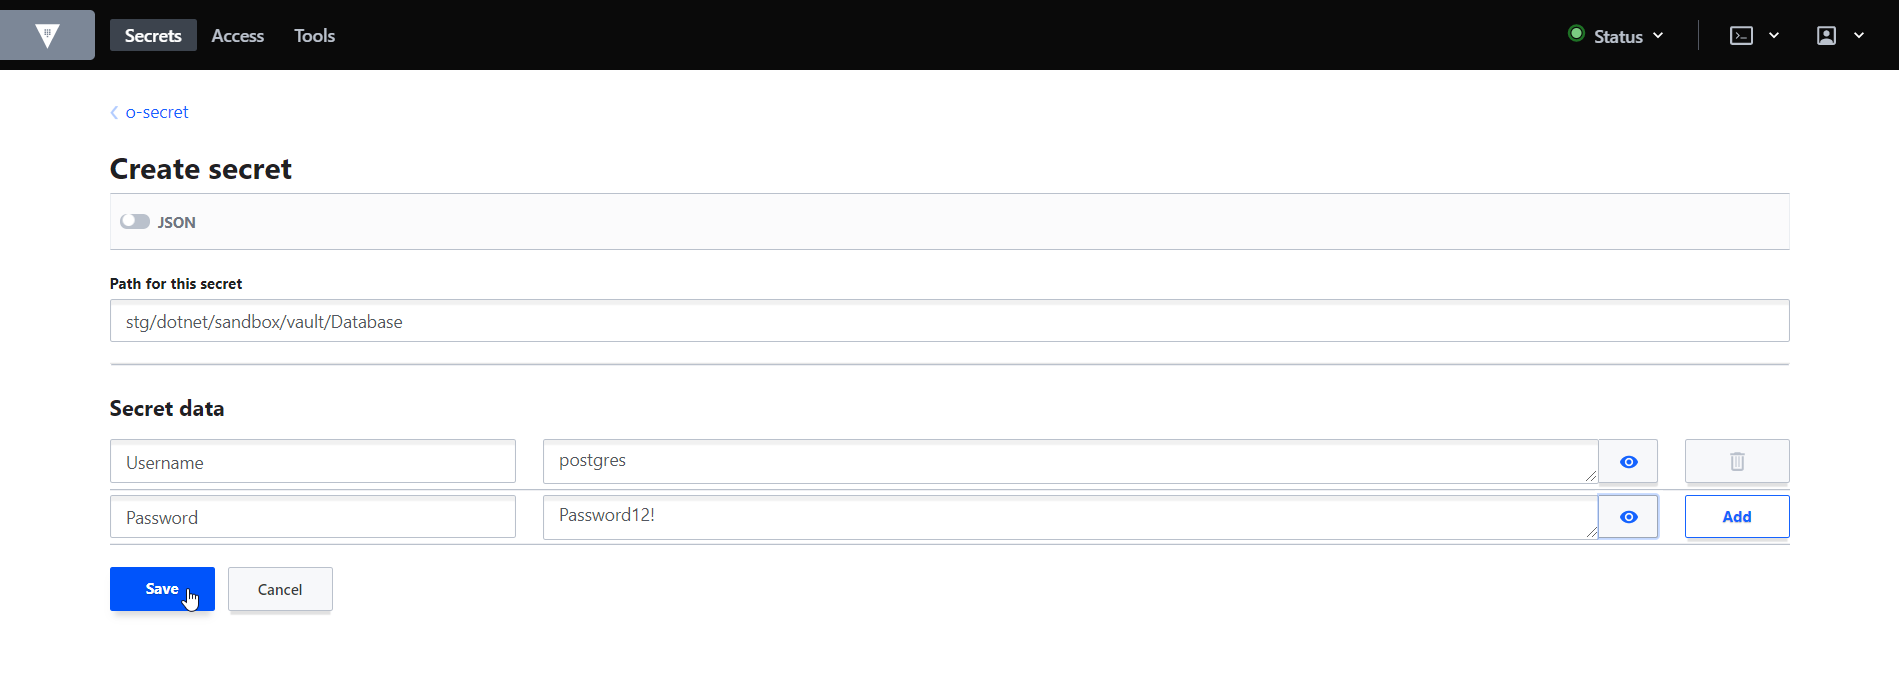 Secrets Access Tools Status
o-secret
Create secret
JSON
Path for this secret
stg/dotnet/sandbox/vault/Database
Secret data
Username postgres
Password Password12! Add
Save Cancel